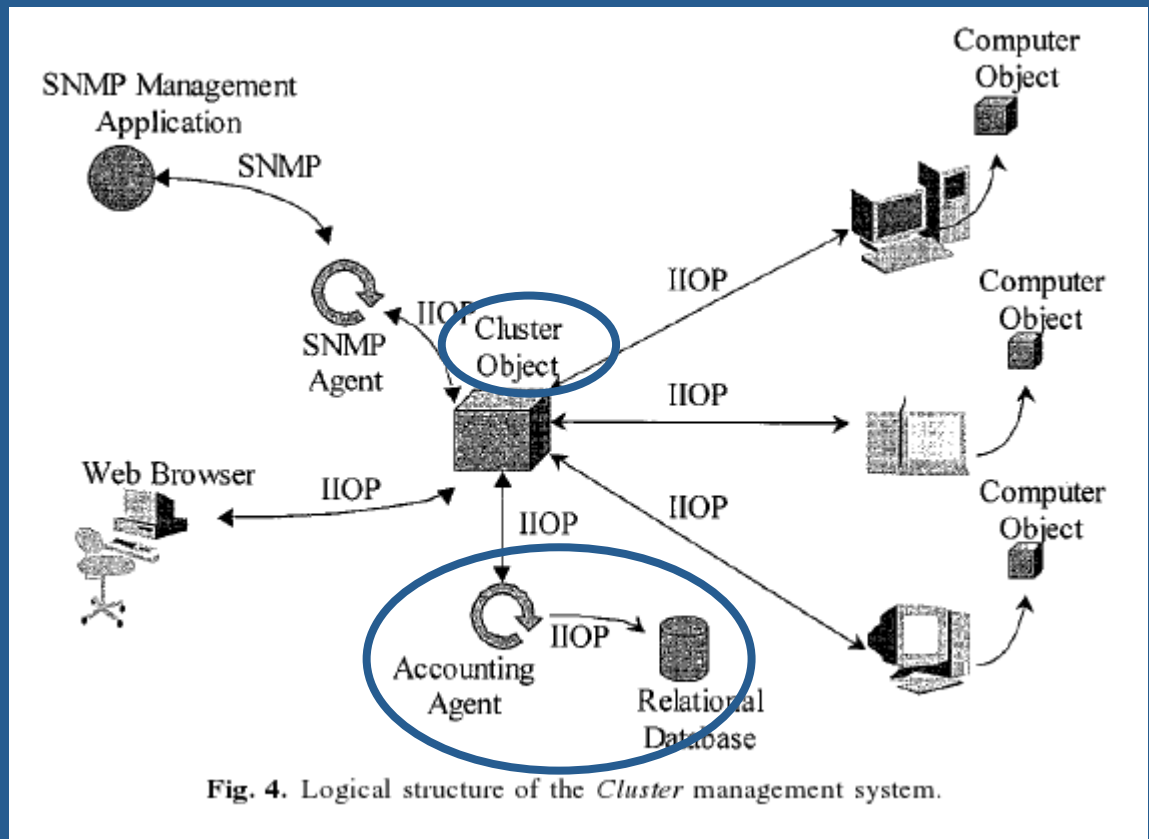 Computer
Object
SNMP Management
Application
SNMP
IIOP
SNMP
Agent
Cluster
Object
IIOP
Computer
Object
IIOP
Web Browser
IIOP
IIOP
Computer
Object
IIOP
Accounting
Agent
IIOP
Relational
Database
Fig. 4. Logical structure of the Cluster management system.